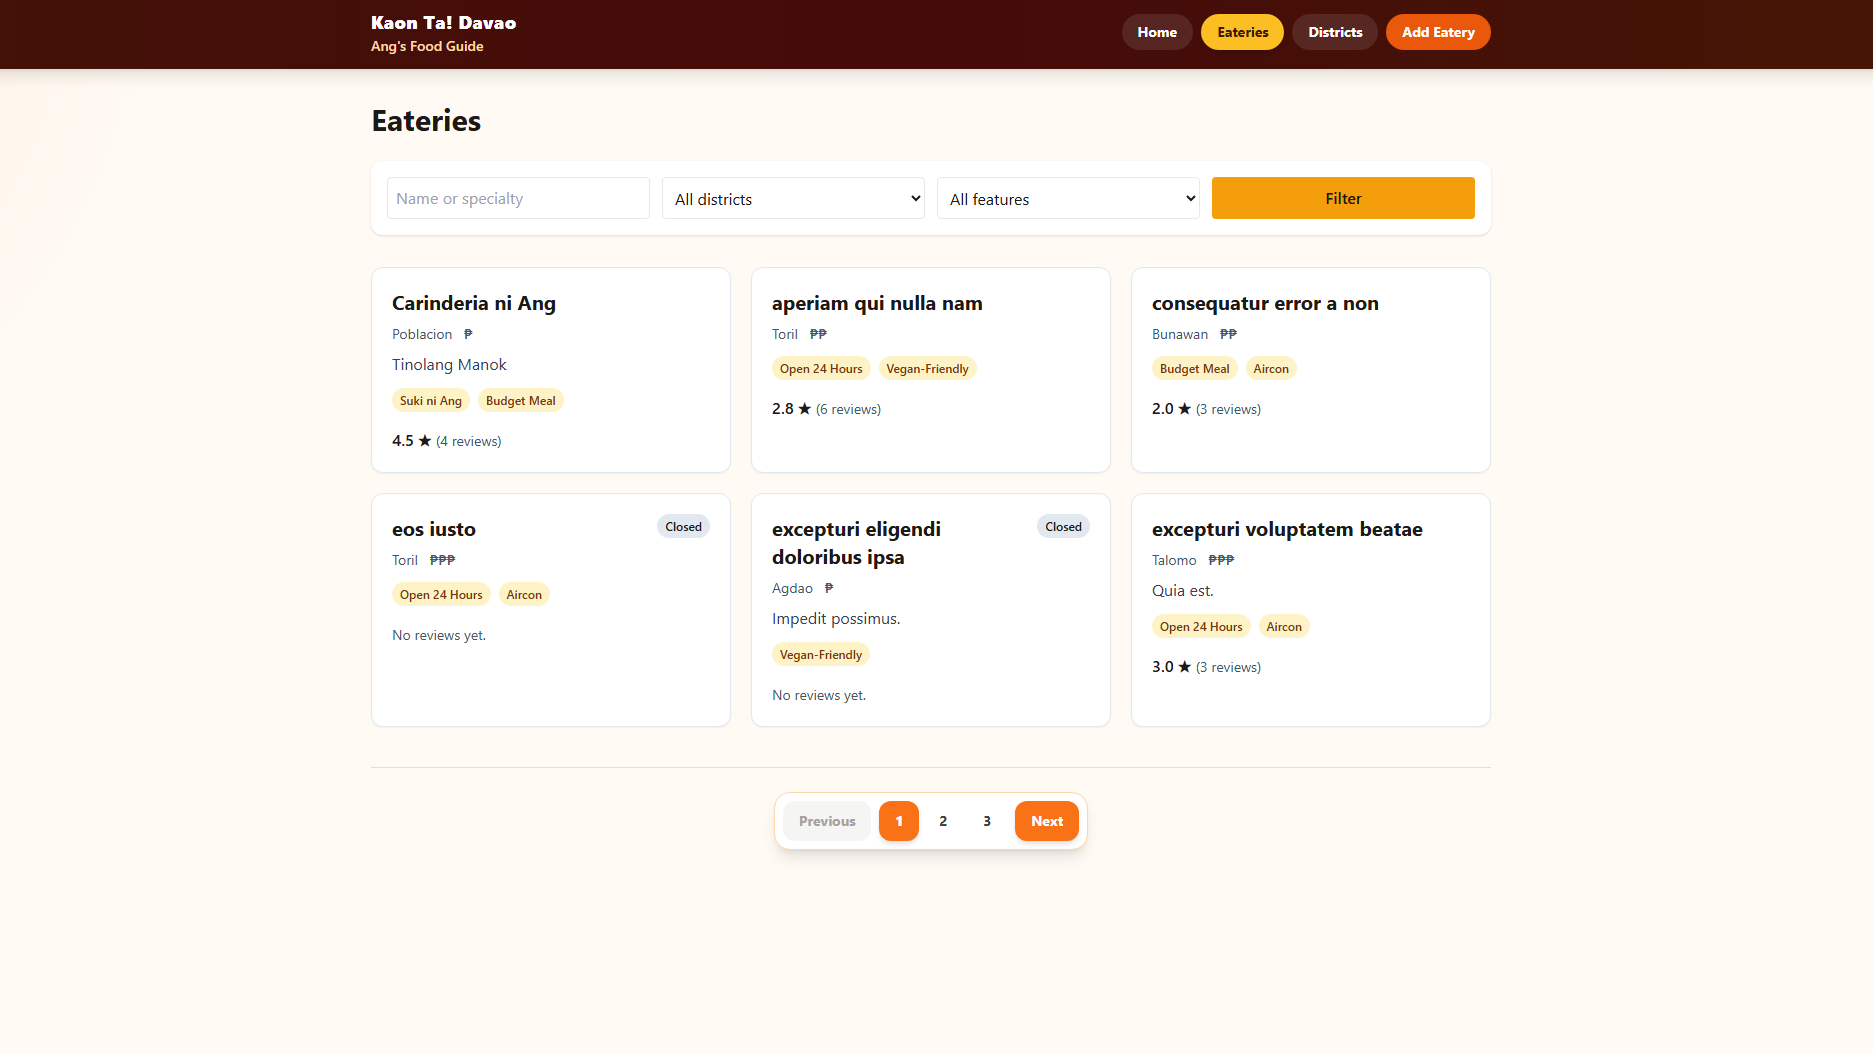 Kaon Ta! Davao
Ang's Food Guide
Home
Eateries
Districts
Add Eatery
Eateries
Name or specialty
All districts
All features
Filter
Carinderia ni Ang
Poblacion ₱
Tinolang Manok
Suki ni Ang
Budget Meal
4.5 ★ (4 reviews)
aperiam qui nulla nam
Toril ₱₱
Open 24 Hours
Vegan-Friendly
2.8 ★ (6 reviews)
consequatur error a non
Bunawan ₱₱
Budget Meal
Aircon
2.0 ★ (3 reviews)
eos iusto
Closed
Toril ₱₱₱
Open 24 Hours
Aircon
No reviews yet.
excepturi eligendi
doloribus ipsa
Closed
Agdao ₱
Impedit possimus.
Vegan-Friendly
No reviews yet.
excepturi voluptatem beatae
Talomo ₱₱₱
Quia est.
Open 24 Hours
Aircon
3.0 ★ (3 reviews)
Previous
1
2
3
Next